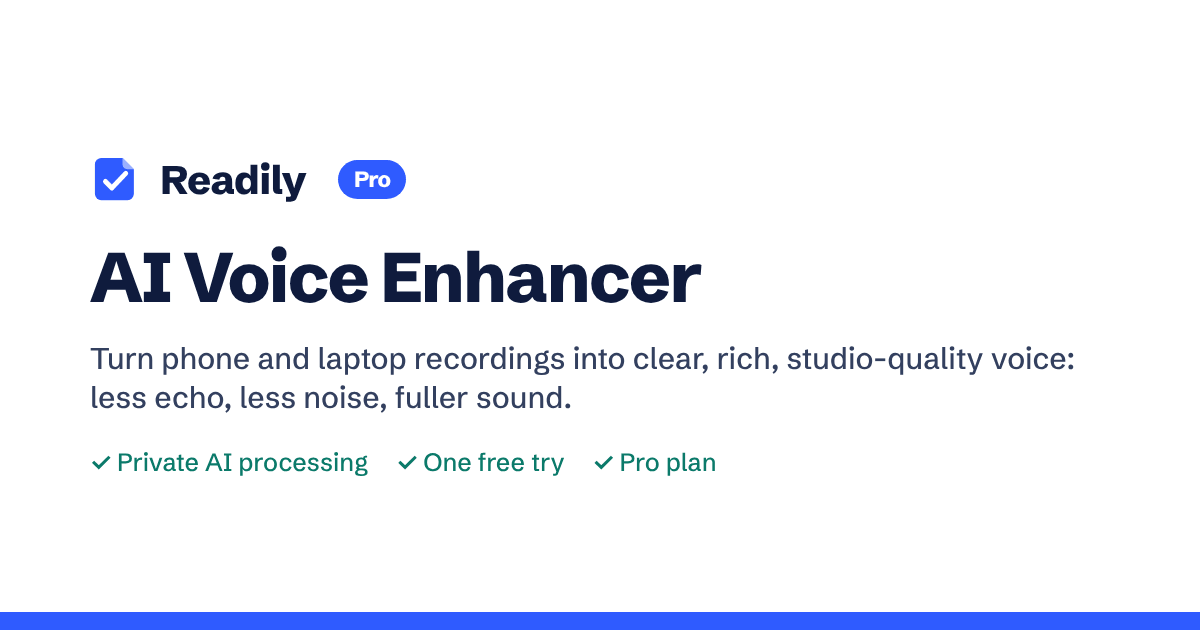 Readily Pro
AI Voice Enhancer
Turn phone and laptop recordings into clear, rich, studio-quality voice:
less echo, less noise, fuller sound.
✓ Private AI processing ✓ One free try ✓ Pro plan